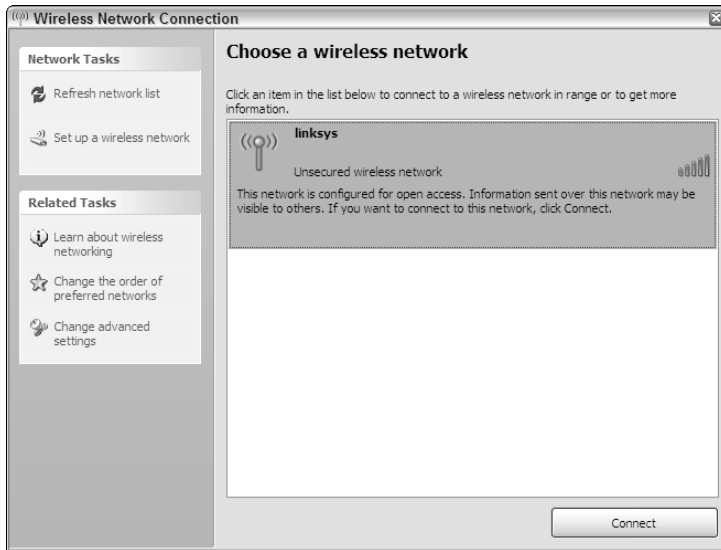 Wireless Network Connection
Network Tasks
Refresh network list
Set up a wireless network
Related Tasks
Learn about wireless
networking
Change the order of
preferred networks
Change advanced
settings
Choose a wireless network
Click an item in the list below to connect to a wireless network in range or to get more
information.
linksys
Unsecured wireless network
This network is configured for open access. Information sent over this network may be
visible to others. If you want to connect to this network, click Connect.
Connect